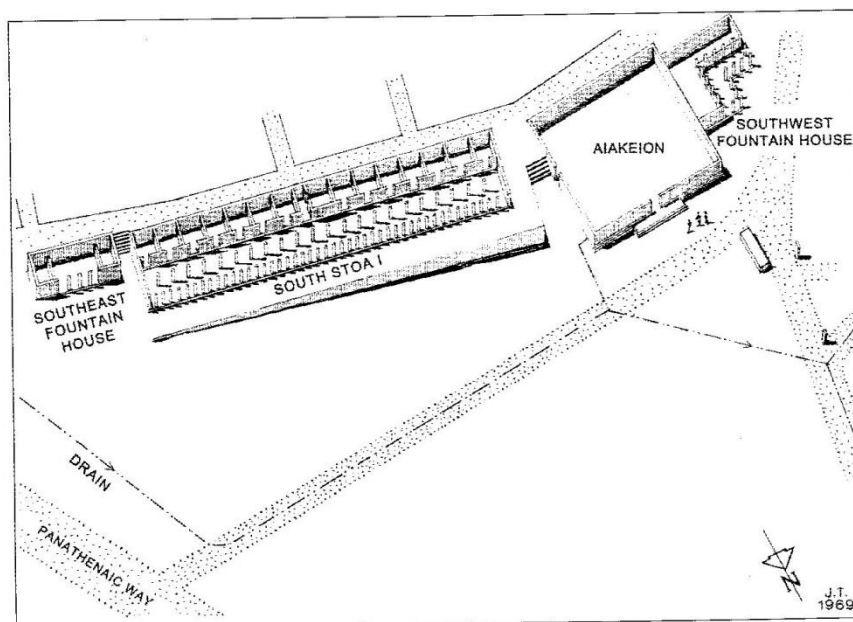 AIAKEION
SOUTHWEST
FOUNTAIN HOUSE
SOUTH STOA I
SOUTHEAST
FOUNTAIN
HOUSE
DRAIN
PANATHENAIC WAY
N
J.T.
1969